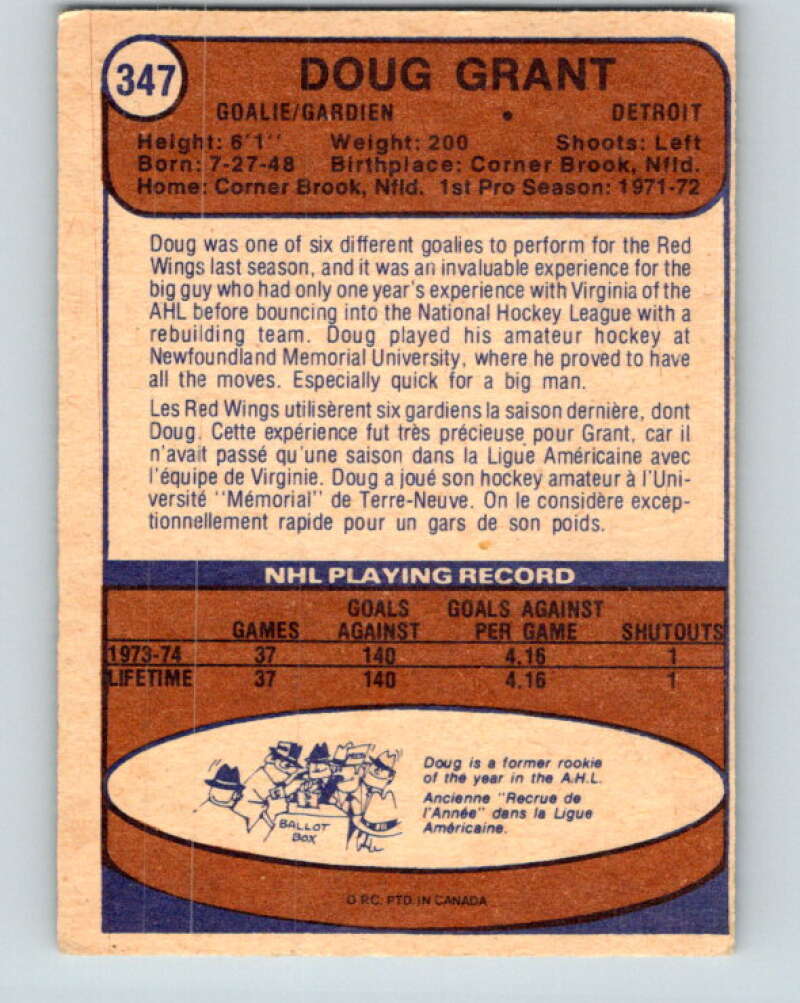 347
DOUG GRANT
GOALIE/GARDIEN • DETROIT
Height: 6'1" Weight: 200 Shoots: Left
Born: 7-27-48 Birthplace: Corner Brook, Nfld.
Home: Corner Brook, Nfld. 1st Pro Season: 1971-72
Doug was one of six different goalies to perform for the Red
Wings last season, and it was an invaluable experience for the
big guy who had only one year's experience with Virginia of the
AHL before bouncing into the National Hockey League with a
rebuilding team. Doug played his amateur hockey at
Newfoundland Memorial University, where he proved to have
all the moves. Especially quick for a big man.
Les Red Wings utilisèrent six gardiens la saison dernière, dont
Doug. Cette expérience fut très précieuse pour Grant, car il
n'avait passé qu'une saison dans la Ligue Américaine avec
l'équipe de Virginie. Doug a joué son hockey amateur à l'Uni-
versité "Mémorial" de Terre-Neuve. On le considère excep-
tionnellement rapide pour un gars de son poids.
NHL PLAYING RECORD
GOALS GOALS AGAINST
GAMES AGAINST PER GAME SHUTOUTS
1973-74 37 140 4.16 1
LIFETIME 37 140 4.16 1
Doug is a former rookie
of the year in the A.H.L.
Ancienne "Recrue de
l'Année" dans la Ligue
Américaine.
BALLOT
BOX
O.P.C. PTD. IN CANADA